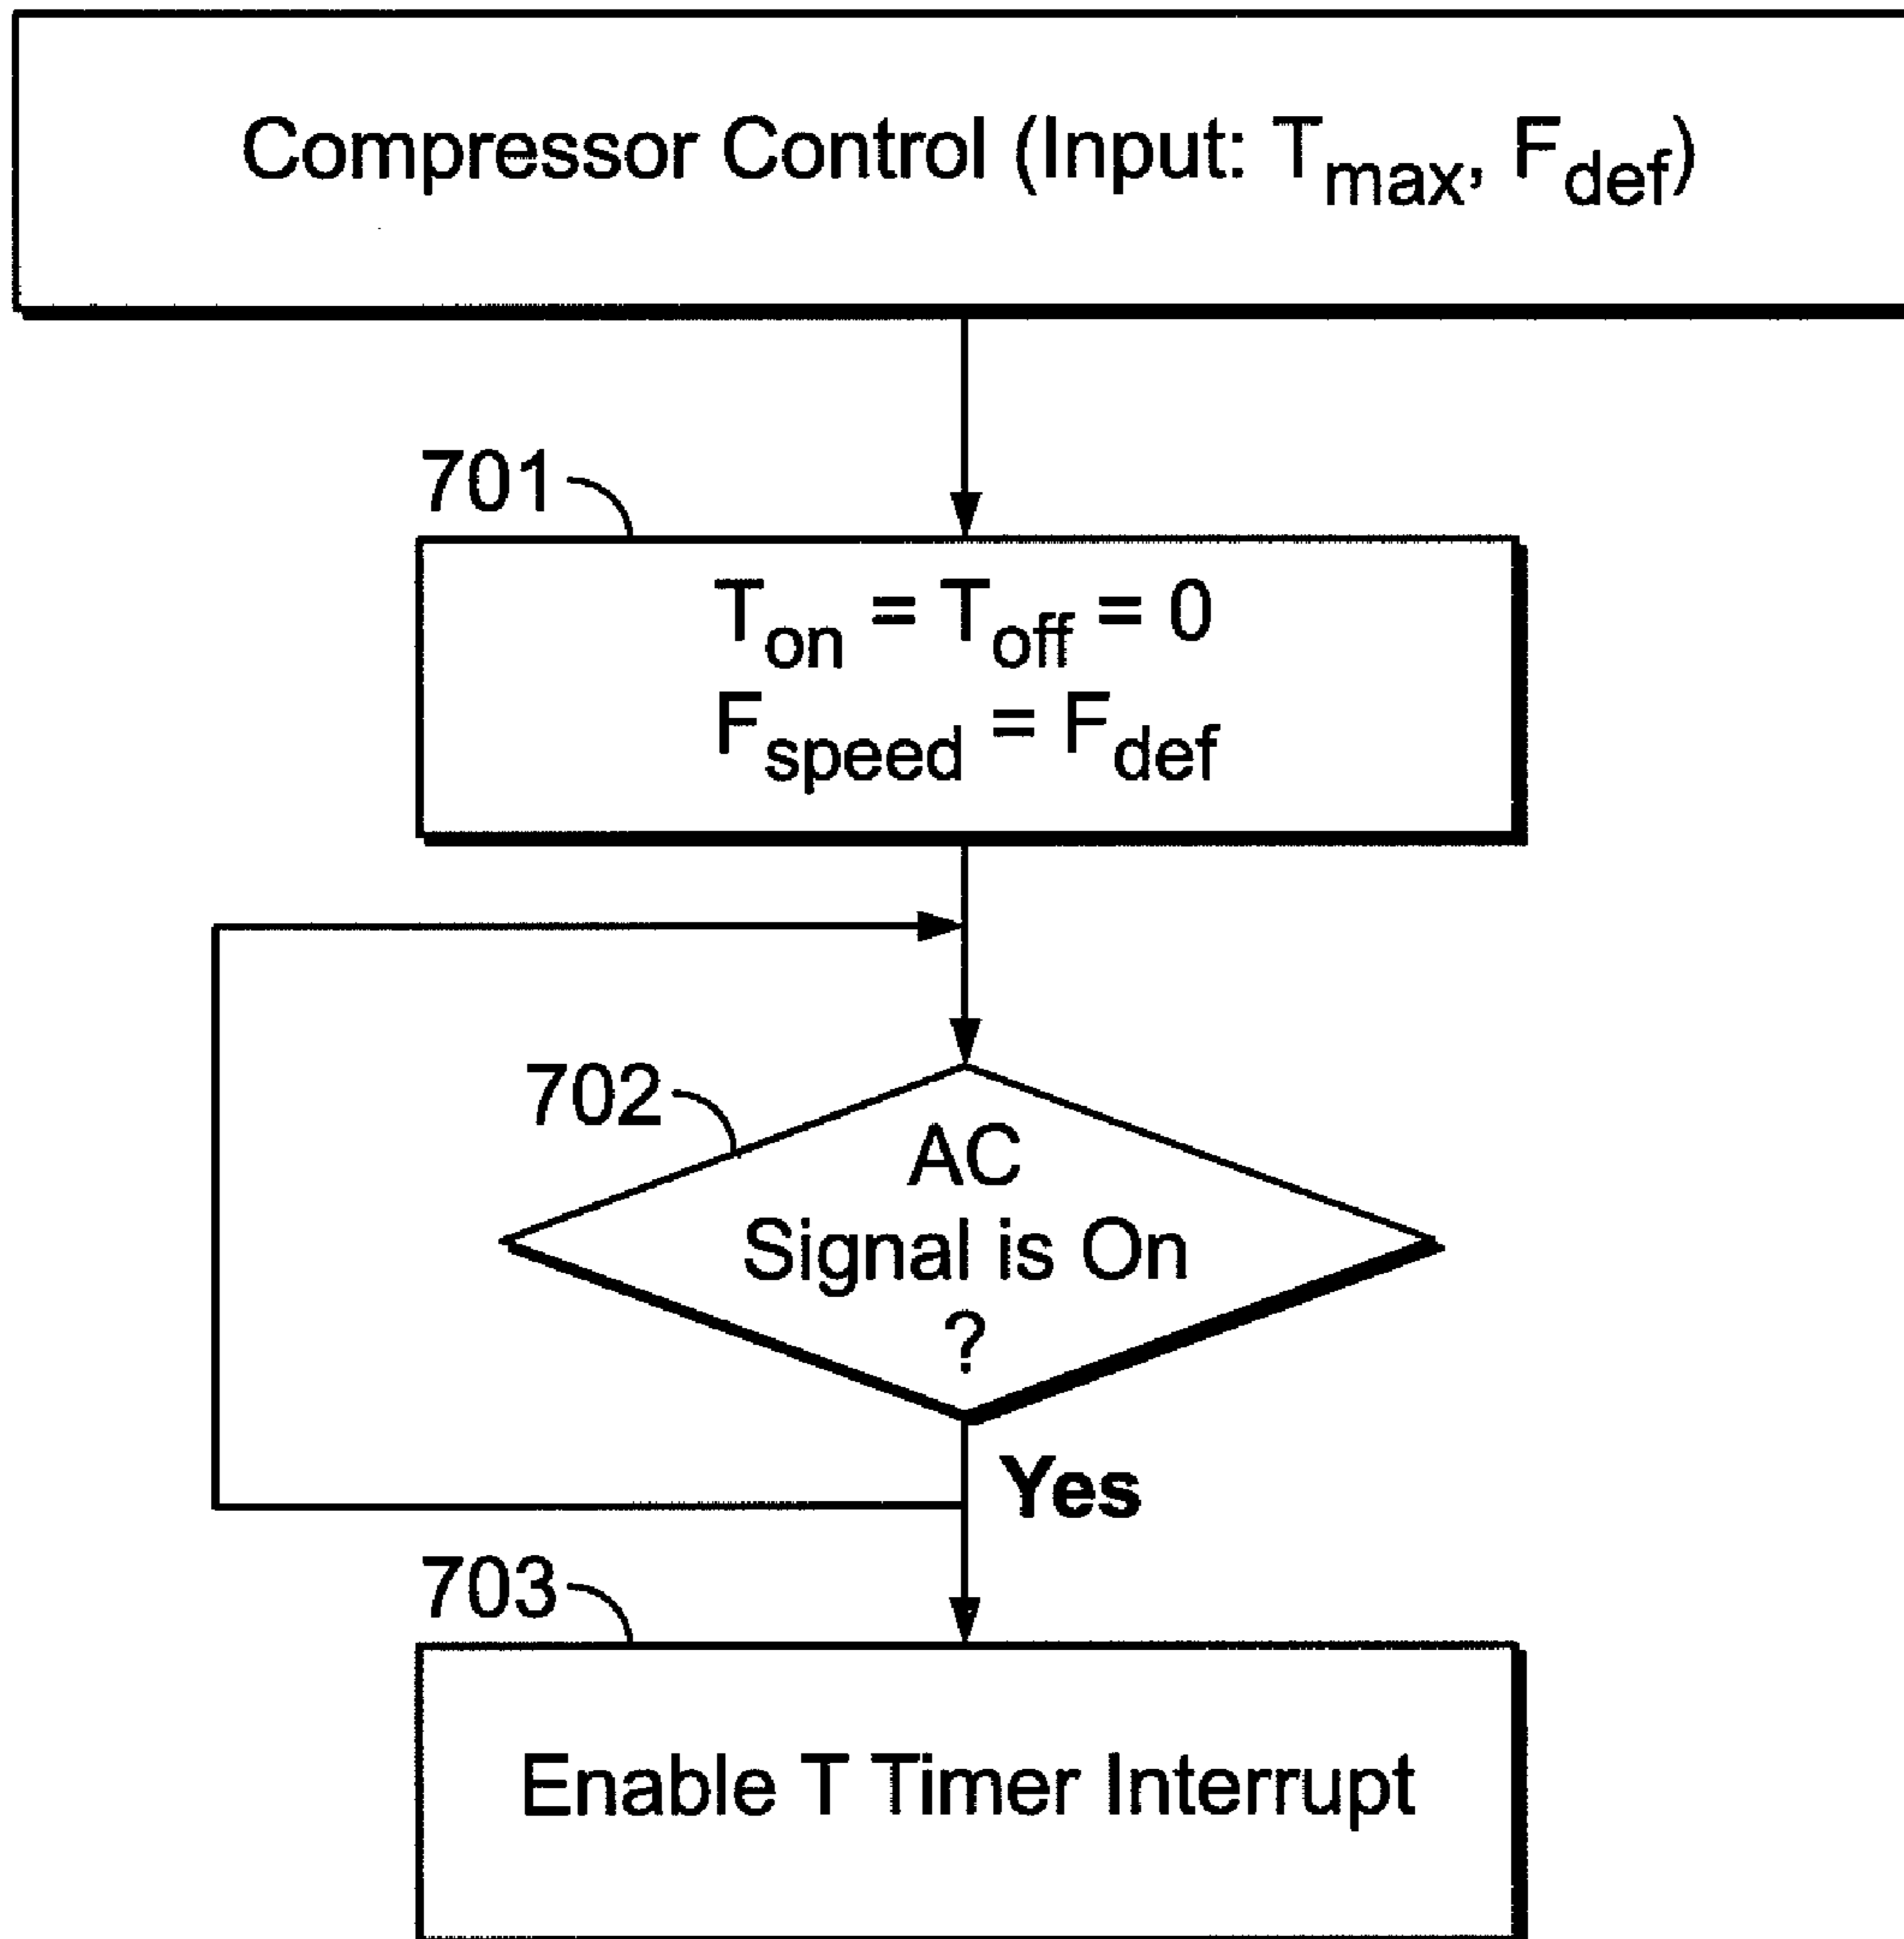 Compressor Control (Input: Tmax, Fdef)
701
Ton = Toff = 0
Fspeed = Fdef
702
AC
Signal is On
?
Yes
703
Enable T Timer Interrupt